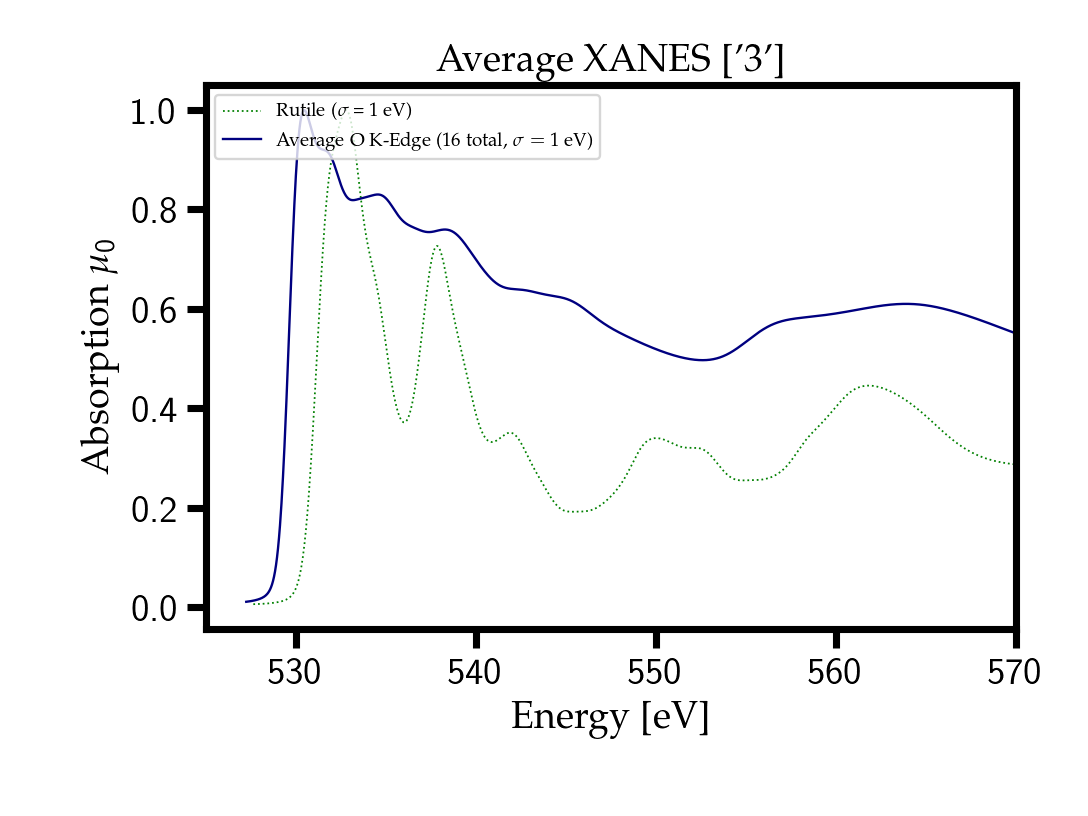 Average XANES ['3']
Rutile (σ = 1 eV)
Average O K-Edge (16 total, σ = 1 eV)
1.0
0.8
0.6
0.4
0.2
0.0
Absorption μ₀
530 540 550 560 570
Energy [eV]